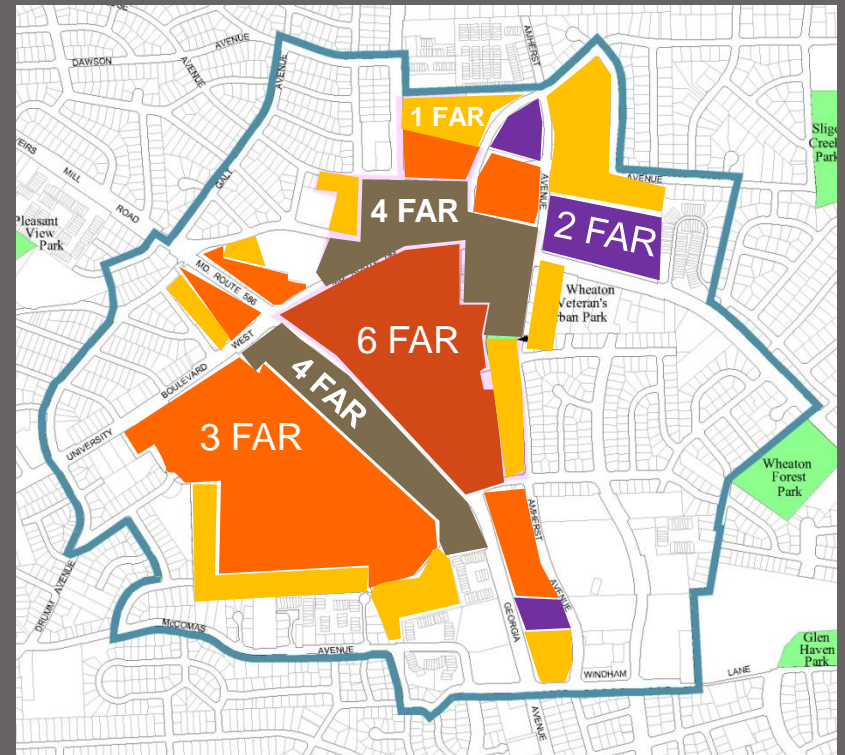 DAWSON
AVENUE
AVENUE
AVENUE
AMHERST
VEIRS
MILL
ROAD
GALT
1 FAR
Sligo
Creek
Park
AVENUE
4 FAR
AVENUE
2 FAR
Pleasant
View
Park
MD. ROUTE 586
Wheaton
Veteran's
Urban Park
6 FAR
WEST
BOULEVARD
4 FAR
UNIVERSITY
3 FAR
Wheaton
Forest
Park
AMHERST
AVENUE
DRUMM
AVENUE
McCOMAS
AVENUE
GEORGIA
AVENUE
WINDHAM
LANE
Glen
Haven
Park